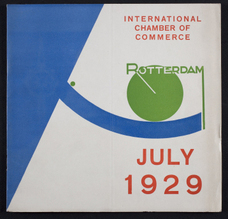 INTERNATIONAL
CHAMBER OF
COMMERCE
ROTTERDAM
JULY
1929